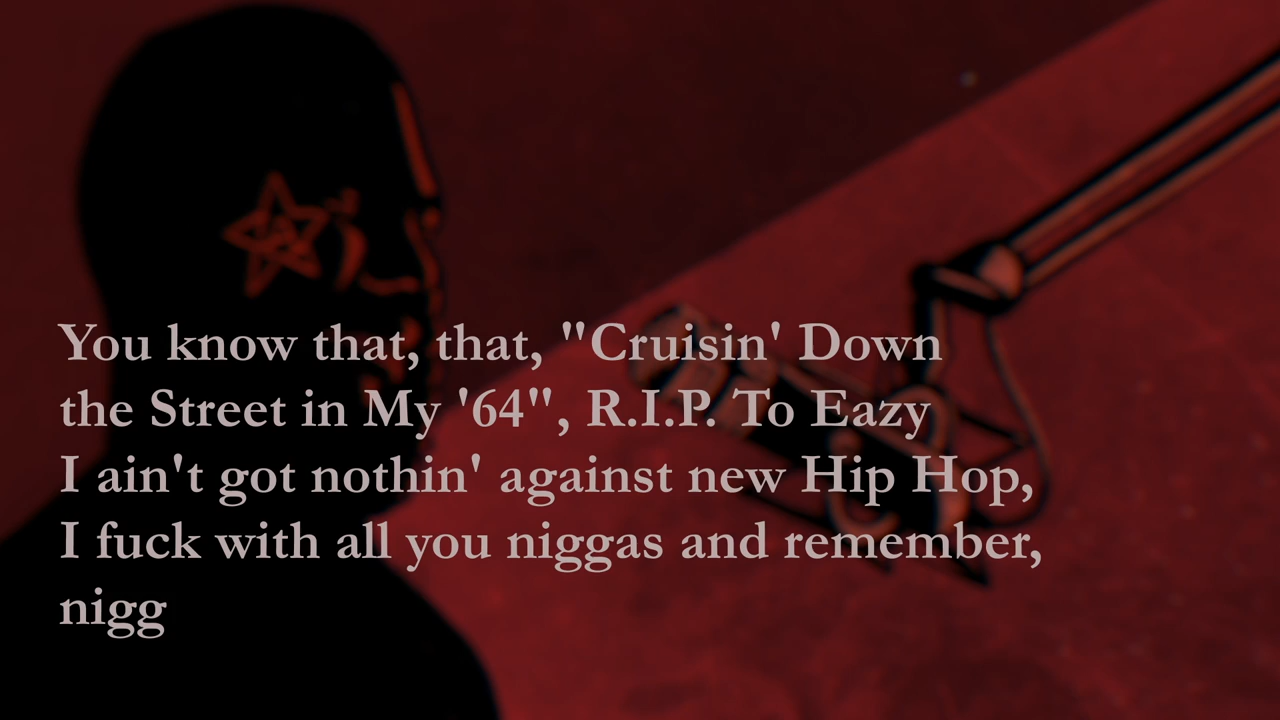 You know that, that, "Cruisin' Down
the Street in My '64", R.I.P. To Eazy
I ain't got nothin' against new Hip Hop,
I fuck with all you niggas and remember,
nigg